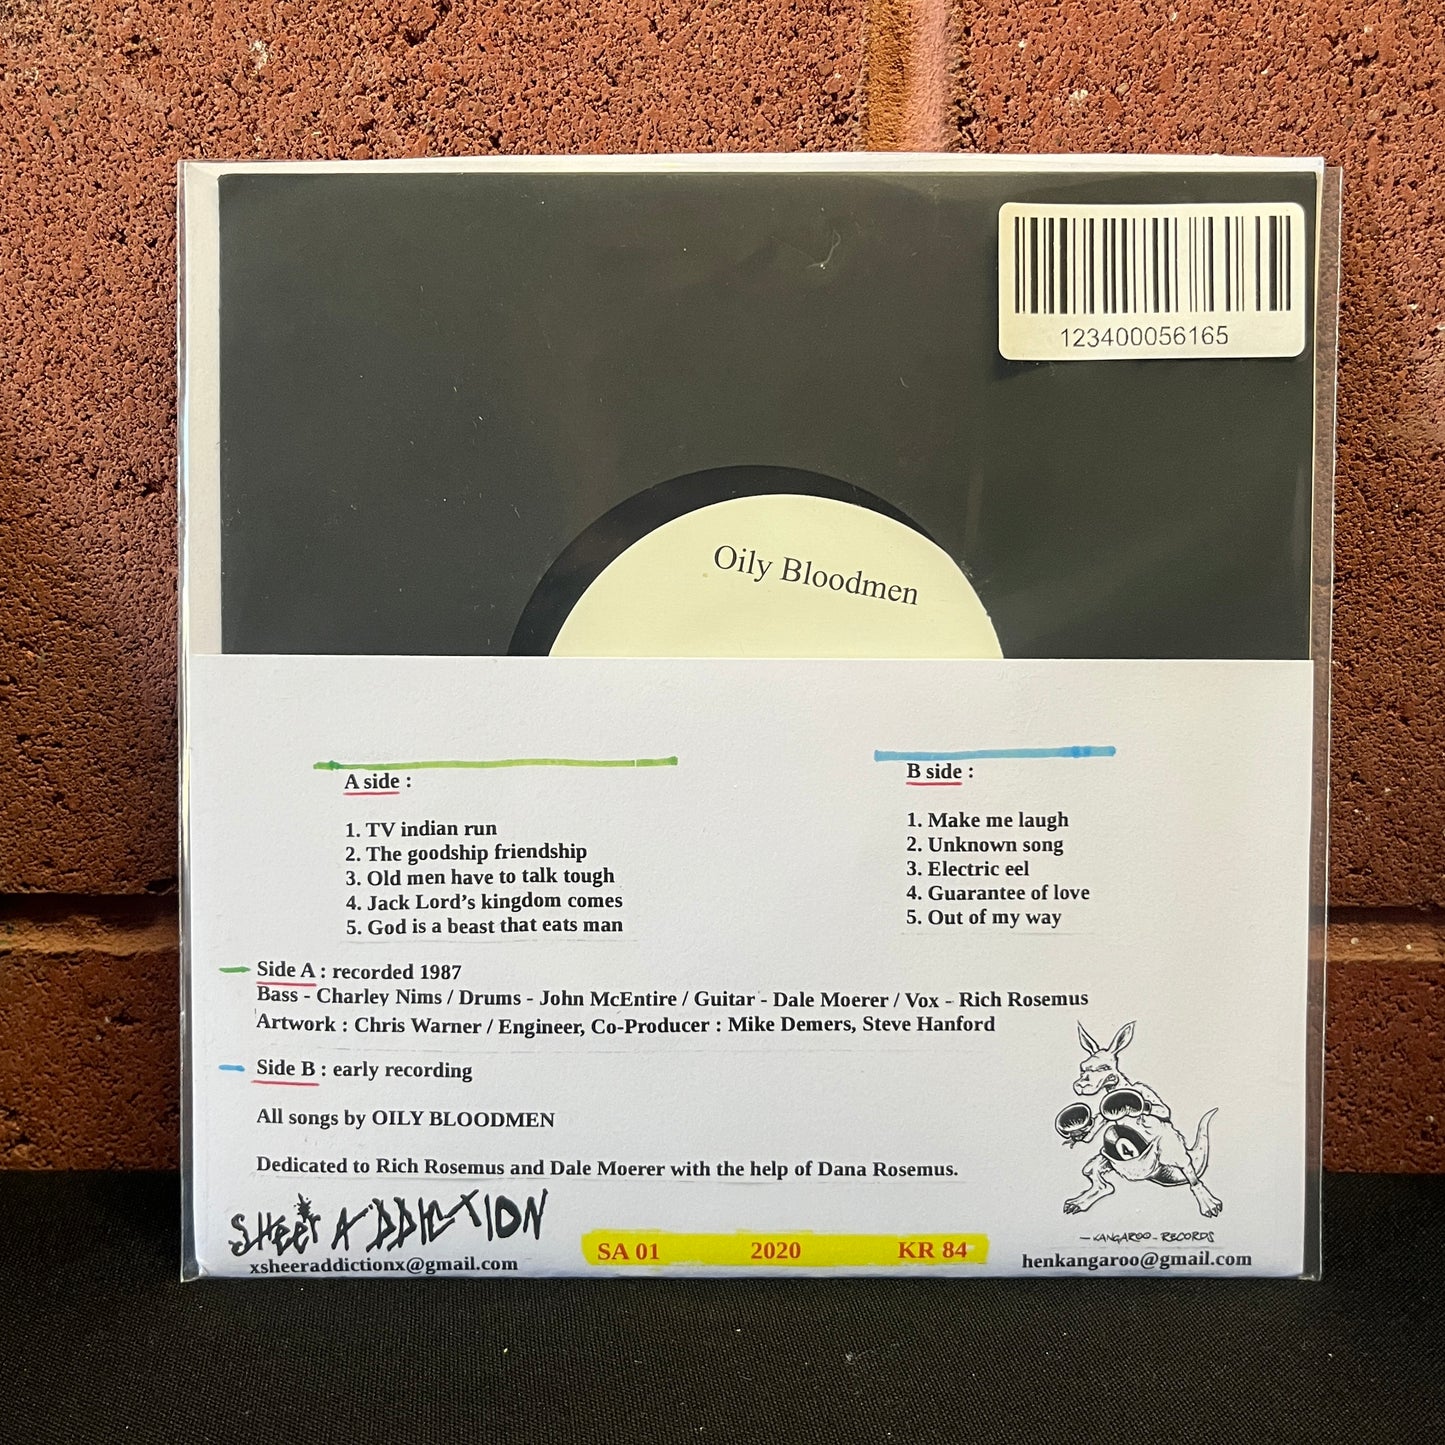 123400056165
Oily Bloodmen
A side :
1. TV indian run
2. The goodship friendship
3. Old men have to talk tough
4. Jack Lord's kingdom comes
5. God is a beast that eats man
B side :
1. Make me laugh
2. Unknown song
3. Electric eel
4. Guarantee of love
5. Out of my way
Side A : recorded 1987
Bass - Charley Nims / Drums - John McEntire / Guitar - Dale Moerer / Vox - Rich Rosemus
Artwork : Chris Warner / Engineer, Co-Producer : Mike Demers, Steve Hanford
Side B : early recording
All songs by OILY BLOODMEN
Dedicated to Rich Rosemus and Dale Moerer with the help of Dana Rosemus.
4
SHEER ADDICTION
xsheeraddictionx@gmail.com
SA 01 2020 KR 84
-KANGAROO-RECORDS
henkangaroo@gmail.com